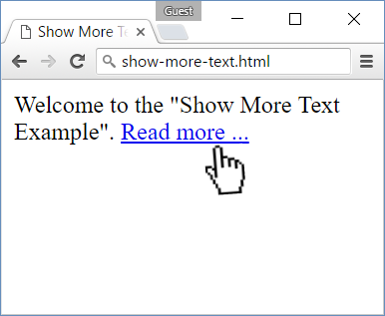 Guest
Show More Te
show-more-text.html
Welcome to the "Show More Text
Example". Read more ...